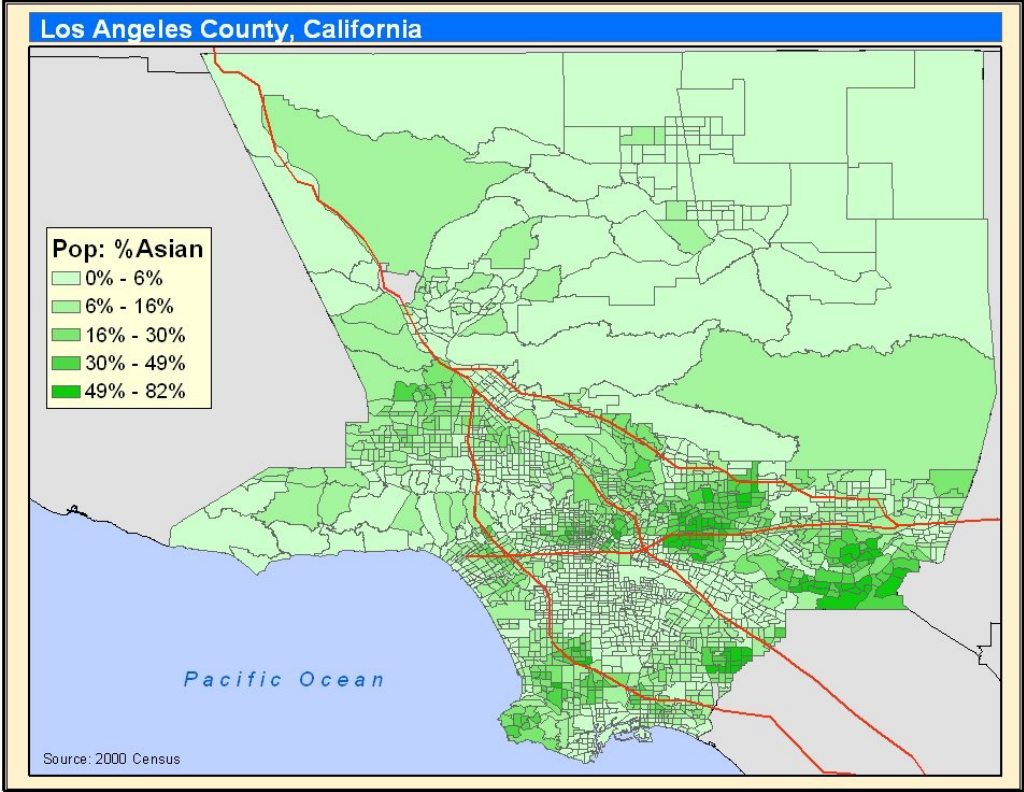 Los Angeles County, California
Pop: %Asian
0% - 6%
6% - 16%
16% - 30%
30% - 49%
49% - 82%
Pacific Ocean
Source: 2000 Census